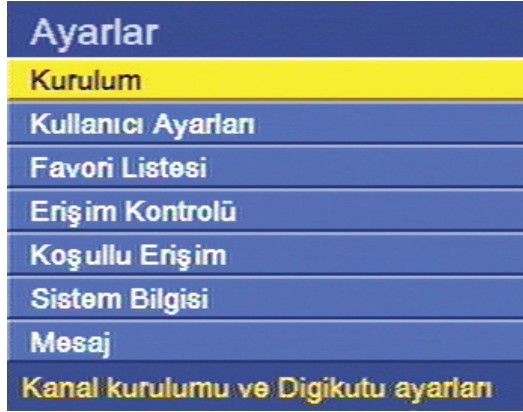 Ayarlar
Kurulum
Kullanıcı Ayarları
Favori Listesi
Erişim Kontrolü
Koşullu Erişim
Sistem Bilgisi
Mesaj
Kanal kurulumu ve Digikutu ayarları